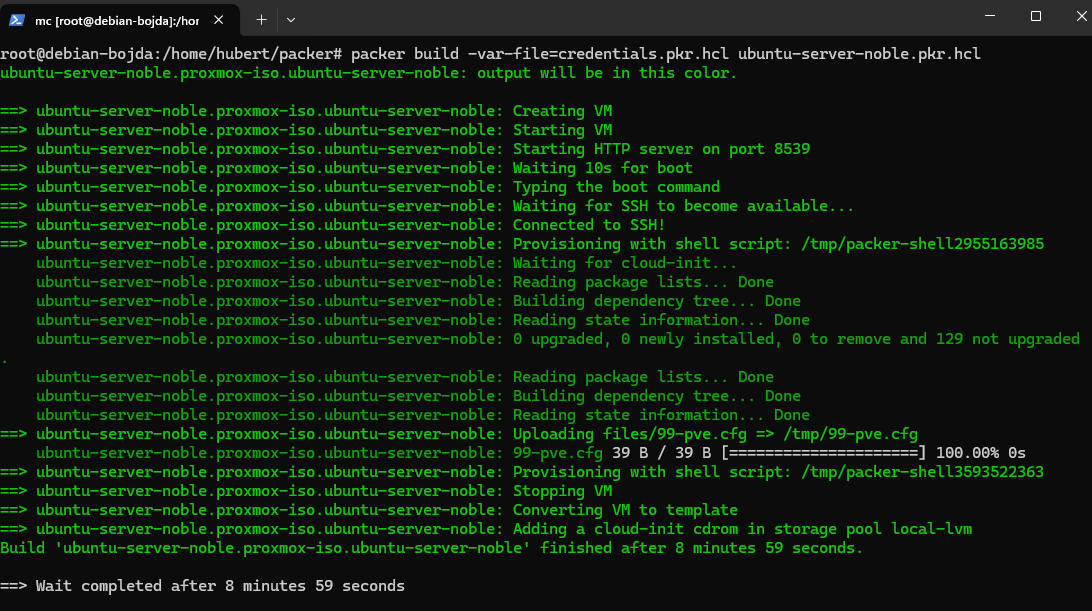 mc [root@debian-bojda]:/hor
root@debian-bojda:/home/hubert/packer# packer build -var-file=credentials.pkr.hcl ubuntu-server-noble.pkr.hcl
ubuntu-server-noble.proxmox-iso.ubuntu-server-noble: output will be in this color.
==> ubuntu-server-noble.proxmox-iso.ubuntu-server-noble: Creating VM
==> ubuntu-server-noble.proxmox-iso.ubuntu-server-noble: Starting VM
==> ubuntu-server-noble.proxmox-iso.ubuntu-server-noble: Starting HTTP server on port 8539
==> ubuntu-server-noble.proxmox-iso.ubuntu-server-noble: Waiting 10s for boot
==> ubuntu-server-noble.proxmox-iso.ubuntu-server-noble: Typing the boot command
==> ubuntu-server-noble.proxmox-iso.ubuntu-server-noble: Waiting for SSH to become available...
==> ubuntu-server-noble.proxmox-iso.ubuntu-server-noble: Connected to SSH!
==> ubuntu-server-noble.proxmox-iso.ubuntu-server-noble: Provisioning with shell script: /tmp/packer-shell2955163985
ubuntu-server-noble.proxmox-iso.ubuntu-server-noble: Waiting for cloud-init...
ubuntu-server-noble.proxmox-iso.ubuntu-server-noble: Reading package lists... Done
ubuntu-server-noble.proxmox-iso.ubuntu-server-noble: Building dependency tree... Done
ubuntu-server-noble.proxmox-iso.ubuntu-server-noble: Reading state information... Done
ubuntu-server-noble.proxmox-iso.ubuntu-server-noble: 0 upgraded, 0 newly installed, 0 to remove and 129 not upgraded
.
ubuntu-server-noble.proxmox-iso.ubuntu-server-noble: Reading package lists... Done
ubuntu-server-noble.proxmox-iso.ubuntu-server-noble: Building dependency tree... Done
ubuntu-server-noble.proxmox-iso.ubuntu-server-noble: Reading state information... Done
==> ubuntu-server-noble.proxmox-iso.ubuntu-server-noble: Uploading files/99-pve.cfg => /tmp/99-pve.cfg
ubuntu-server-noble.proxmox-iso.ubuntu-server-noble: 99-pve.cfg 39 B / 39 B [=====================] 100.00% 0s
==> ubuntu-server-noble.proxmox-iso.ubuntu-server-noble: Provisioning with shell script: /tmp/packer-shell3593522363
==> ubuntu-server-noble.proxmox-iso.ubuntu-server-noble: Stopping VM
==> ubuntu-server-noble.proxmox-iso.ubuntu-server-noble: Converting VM to template
==> ubuntu-server-noble.proxmox-iso.ubuntu-server-noble: Adding a cloud-init cdrom in storage pool local-lvm
Build 'ubuntu-server-noble.proxmox-iso.ubuntu-server-noble' finished after 8 minutes 59 seconds.
==> Wait completed after 8 minutes 59 seconds